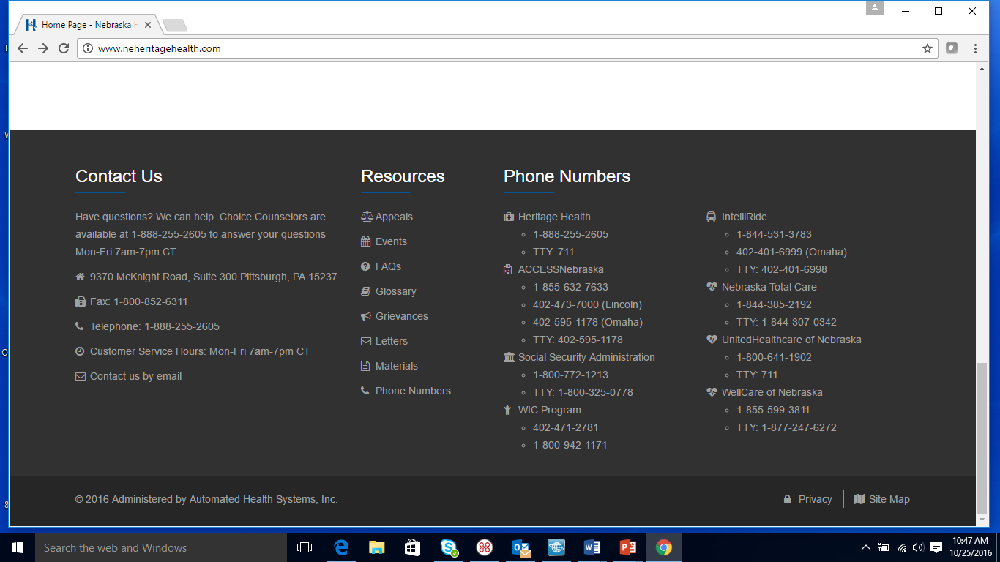 Home Page - Nebraska H
www.neheritagehealth.com
Contact Us
Have questions? We can help. Choice Counselors are
available at 1-888-255-2605 to answer your questions
Mon-Fri 7am-7pm CT.
9370 McKnight Road, Suite 300 Pittsburgh, PA 15237
Fax: 1-800-852-6311
Telephone: 1-888-255-2605
Customer Service Hours: Mon-Fri 7am-7pm CT
Contact us by email
Resources
Appeals
Events
FAQs
Glossary
Grievances
Letters
Materials
Phone Numbers
Phone Numbers
Heritage Health
1-888-255-2605
TTY: 711
ACCESSNebraska
1-855-632-7633
402-473-7000 (Lincoln)
402-595-1178 (Omaha)
TTY: 402-595-1178
Social Security Administration
1-800-772-1213
TTY: 1-800-325-0778
WIC Program
402-471-2781
1-800-942-1171
IntelliRide
1-844-531-3783
402-401-6999 (Omaha)
TTY: 402-401-6998
Nebraska Total Care
1-844-385-2192
TTY: 1-844-307-0342
UnitedHealthcare of Nebraska
1-800-641-1902
TTY: 711
WellCare of Nebraska
1-855-599-3811
TTY: 1-877-247-6272
© 2016 Administered by Automated Health Systems, Inc.
Privacy
Site Map
Search the web and Windows
10:47 AM
10/25/2016